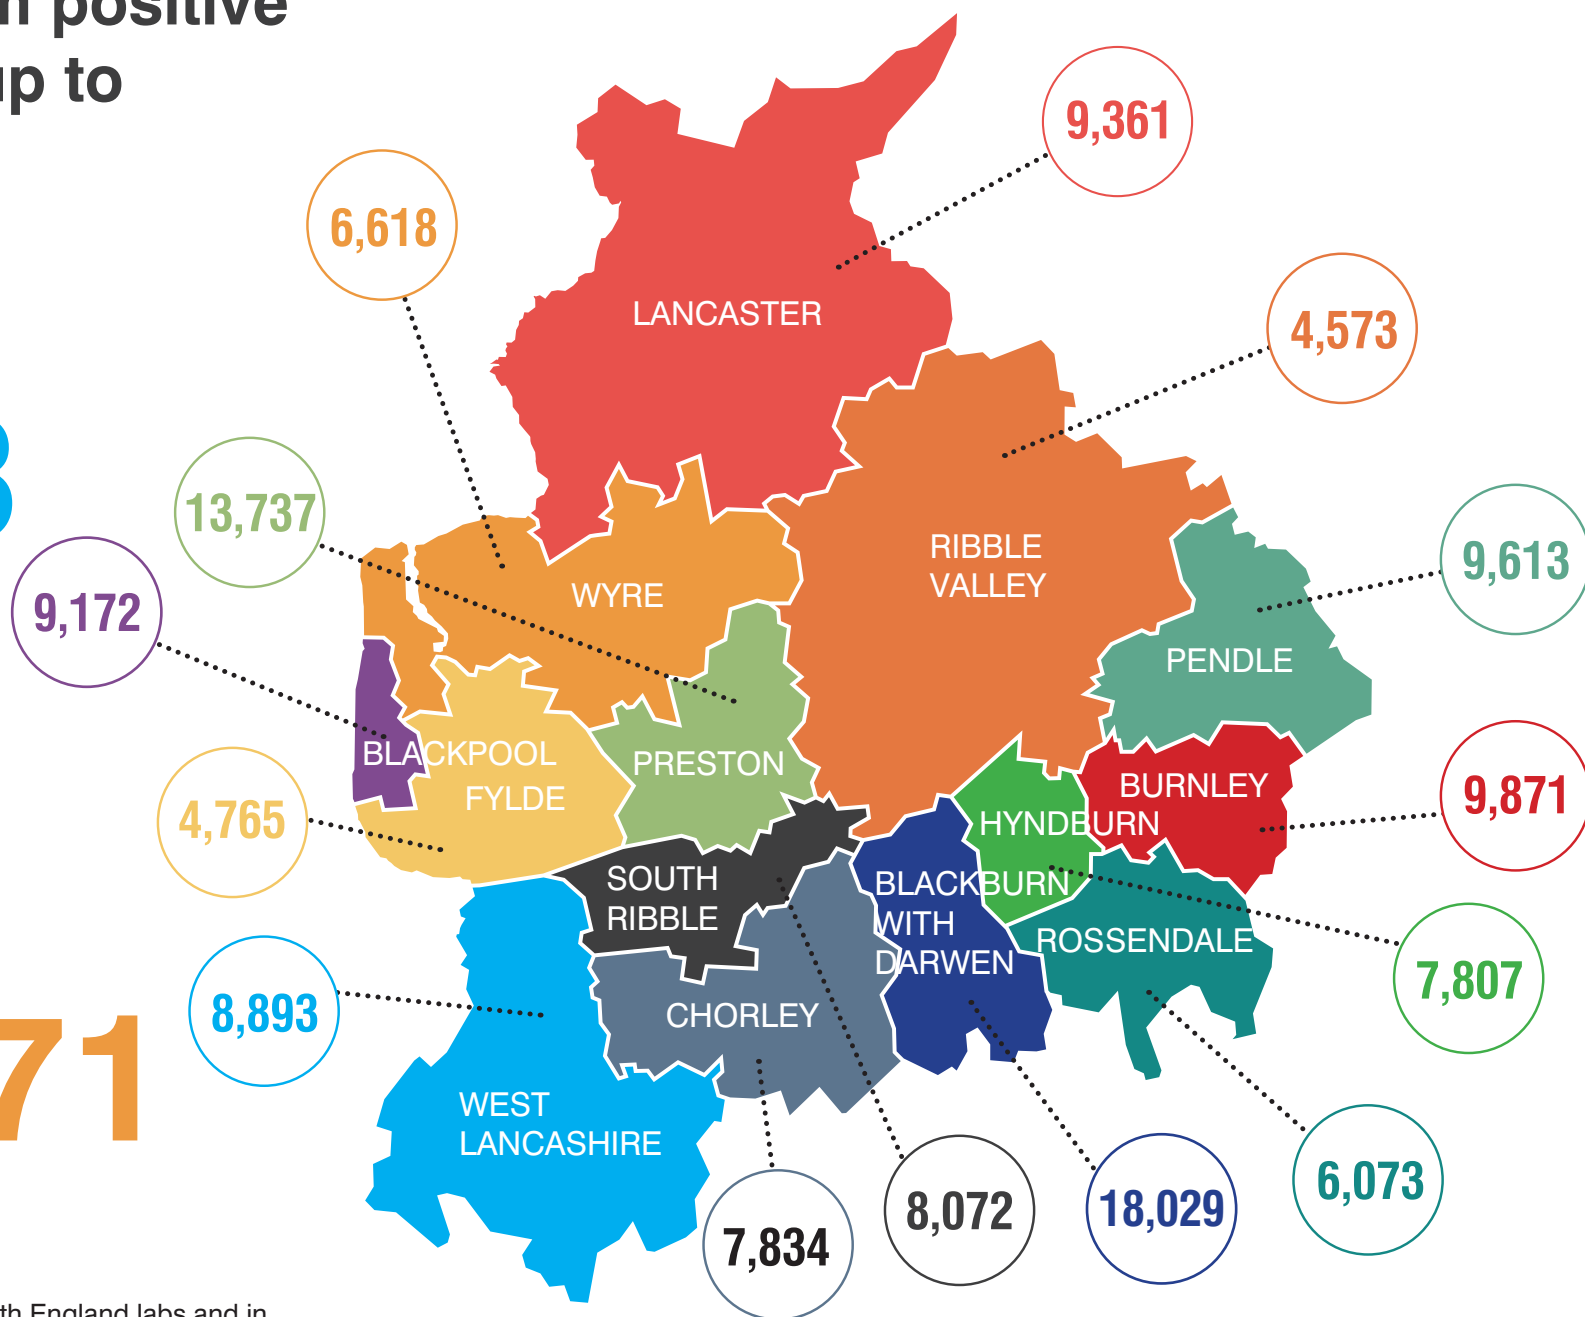 positive
up to
9,361
6,618
4,573
LANCASTER
13,737
9,172
RIBBLE
VALLEY
9,613
WYRE
PENDLE
BLACKPOOL
PRESTON
FYLDE
4,765
BURNLEY
9,871
HYNDBURN
SOUTH
RIBBLE
BLACKBURN
WITH
DARWEN
ROSSENDALE
8,893
CHORLEY
7,807
71
WEST
LANCASHIRE
7,834
8,072
18,029
6,073
England labs and in